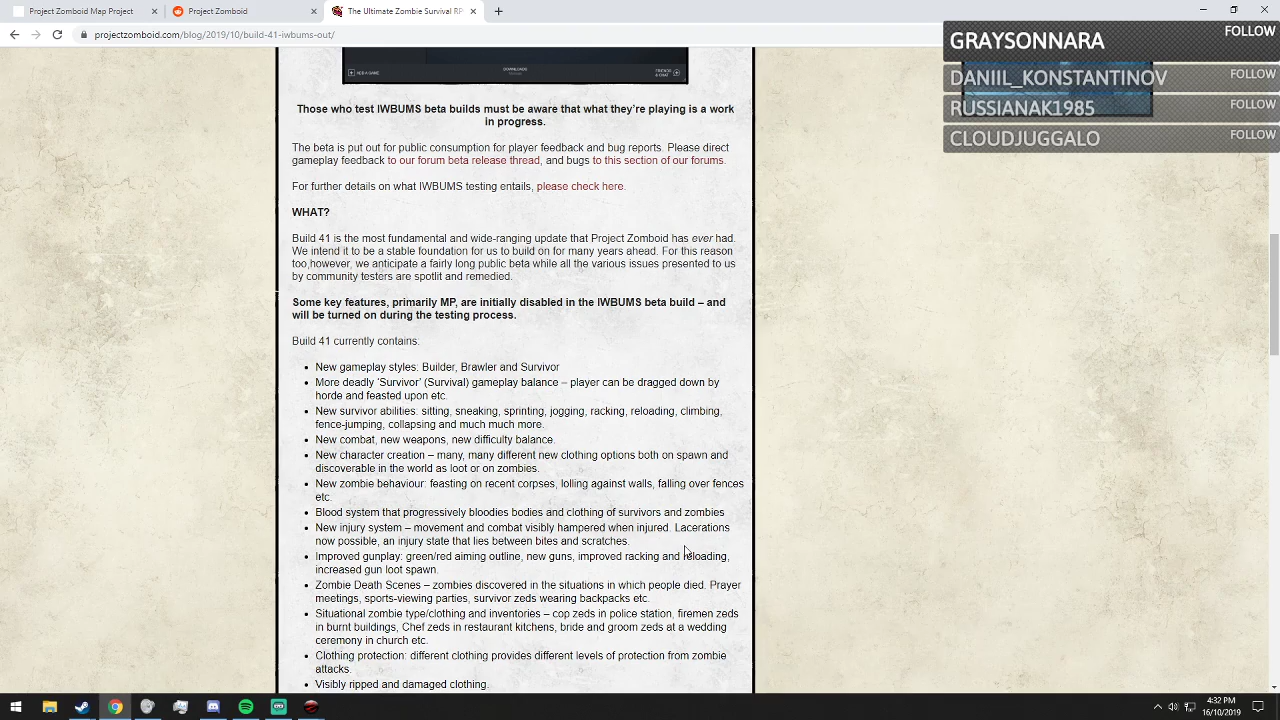 Project Zomboid Map Project
Project Zomboid
The Survival RPG
projectzomboid.com/blog/2019/10/build-41-iwbums-out/
GRAYSONNARA FOLLOW
DANIIL_KONSTANTINOV FOLLOW
RUSSIANAK1985 FOLLOW
CLOUDJUGGALO FOLLOW
ADD A GAME
DOWNLOADS
FRIENDS
& CHAT
Those who test IWBUMS beta builds must be aware that what they're playing is a work
in progress.
The beta is put out for public consumption for player feedback and bug reports. Please direct
gameplay feedback to our forum beta release thread, and bugs to this section of our forums.
For further details on what IWBUMS testing entails, please check here.
WHAT?
Build 41 is the most fundamental and wide-ranging update that Project Zomboid has ever had.
We intend it to be a stable foundation for us to build on for many years ahead. For this reason
too however, we anticipate a fairly long public beta while all the various issues presented to us
by community testers are spotlit and remedied.
Some key features, primarily MP, are initially disabled in the IWBUMS beta build – and
will be turned on during the testing process.
Build 41 currently contains:
New gameplay styles: Builder, Brawler and Survivor
More deadly 'Survivor' (Survival) gameplay balance – player can be dragged down by
horde and feasted upon etc.
New survivor abilities: sitting, sneaking, sprinting, jogging, racking, reloading, climbing,
fence-jumping, collapsing and much much more.
New combat, new weapons, new difficulty balance.
New character creation – many, many different new clothing options both on spawn and
discoverable in the world as loot or on zombies.
New zombie behaviour: feasting on recent corpses, lolling against walls, falling over fences
etc.
Blood system that progressively bloodies bodies and clothing of survivors and zombies
New injury system – movement and combat visibly hampered when injured. Lacerations
now possible, an injury state that lies between bites and scratches.
Improved gunplay: green/red aiming outline, new guns, improved racking and reloading,
increased gun loot spawn.
Zombie Death Scenes – zombies discovered in the situations in which people died. Prayer
meetings, sports-viewing parties, survivor zeds wearing backpacks etc.
Situational zombie type/clothing and inventories – cop zeds in police station, firemen zeds
in burnt buildings, Chef zeds in restaurant kitchens, bride and groom zeds at a wedding
ceremony in church etc.
Clothing protection: different clothing provides different levels of protection from zombie
attacks.
Visibly ripped and damaged clothing.
4:32 PM
16/10/2019